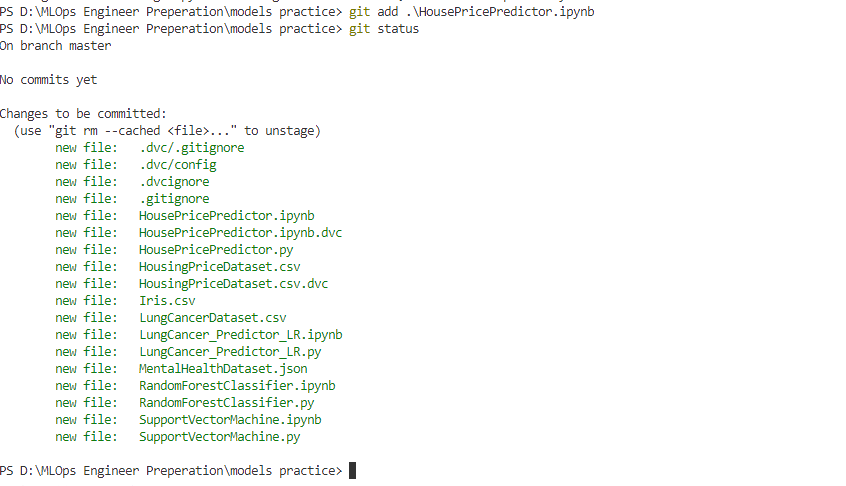 PS D:\MLOps Engineer Preperation\models practice> git add .\HousePricePredictor.ipynb
PS D:\MLOps Engineer Preperation\models practice> git status
On branch master
No commits yet
Changes to be committed:
(use "git rm --cached <file>..." to unstage)
new file:   .dvc/.gitignore
new file:   .dvc/config
new file:   .dvcignore
new file:   .gitignore
new file:   HousePricePredictor.ipynb
new file:   HousePricePredictor.ipynb.dvc
new file:   HousePricePredictor.py
new file:   HousingPriceDataset.csv
new file:   HousingPriceDataset.csv.dvc
new file:   Iris.csv
new file:   LungCancerDataset.csv
new file:   LungCancer_Predictor_LR.ipynb
new file:   LungCancer_Predictor_LR.py
new file:   MentalHealthDataset.json
new file:   RandomForestClassifier.ipynb
new file:   RandomForestClassifier.py
new file:   SupportVectorMachine.ipynb
new file:   SupportVectorMachine.py
PS D:\MLOps Engineer Preperation\models practice>